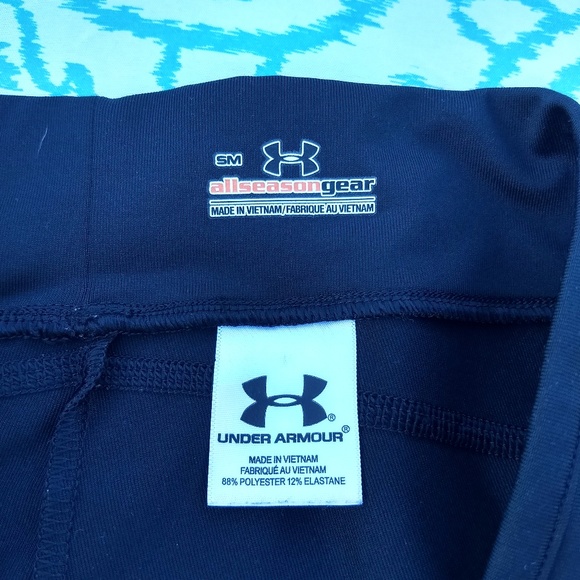 SM
allseasongear
MADE IN VIETNAM/FABRIQUE AU VIETNAM
®
UNDER ARMOUR®
MADE IN VIETNAM
FABRIQUÉ AU VIETNAM
88% POLYESTER 12% ELASTANE